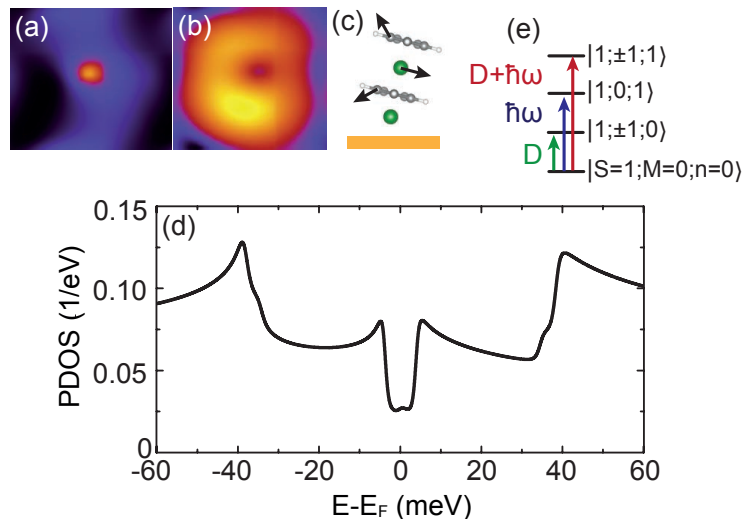 (a)
(b)
(c)
(e)
D+ħω
ħω
D
|1;±1;1⟩
|1;0;1⟩
|1;±1;0⟩
|S=1;M=0;n=0⟩
(d)
PDOS (1/eV)
0.15
0.10
0.05
0
-60
-40
-20
0
20
40
60
E-EF (meV)